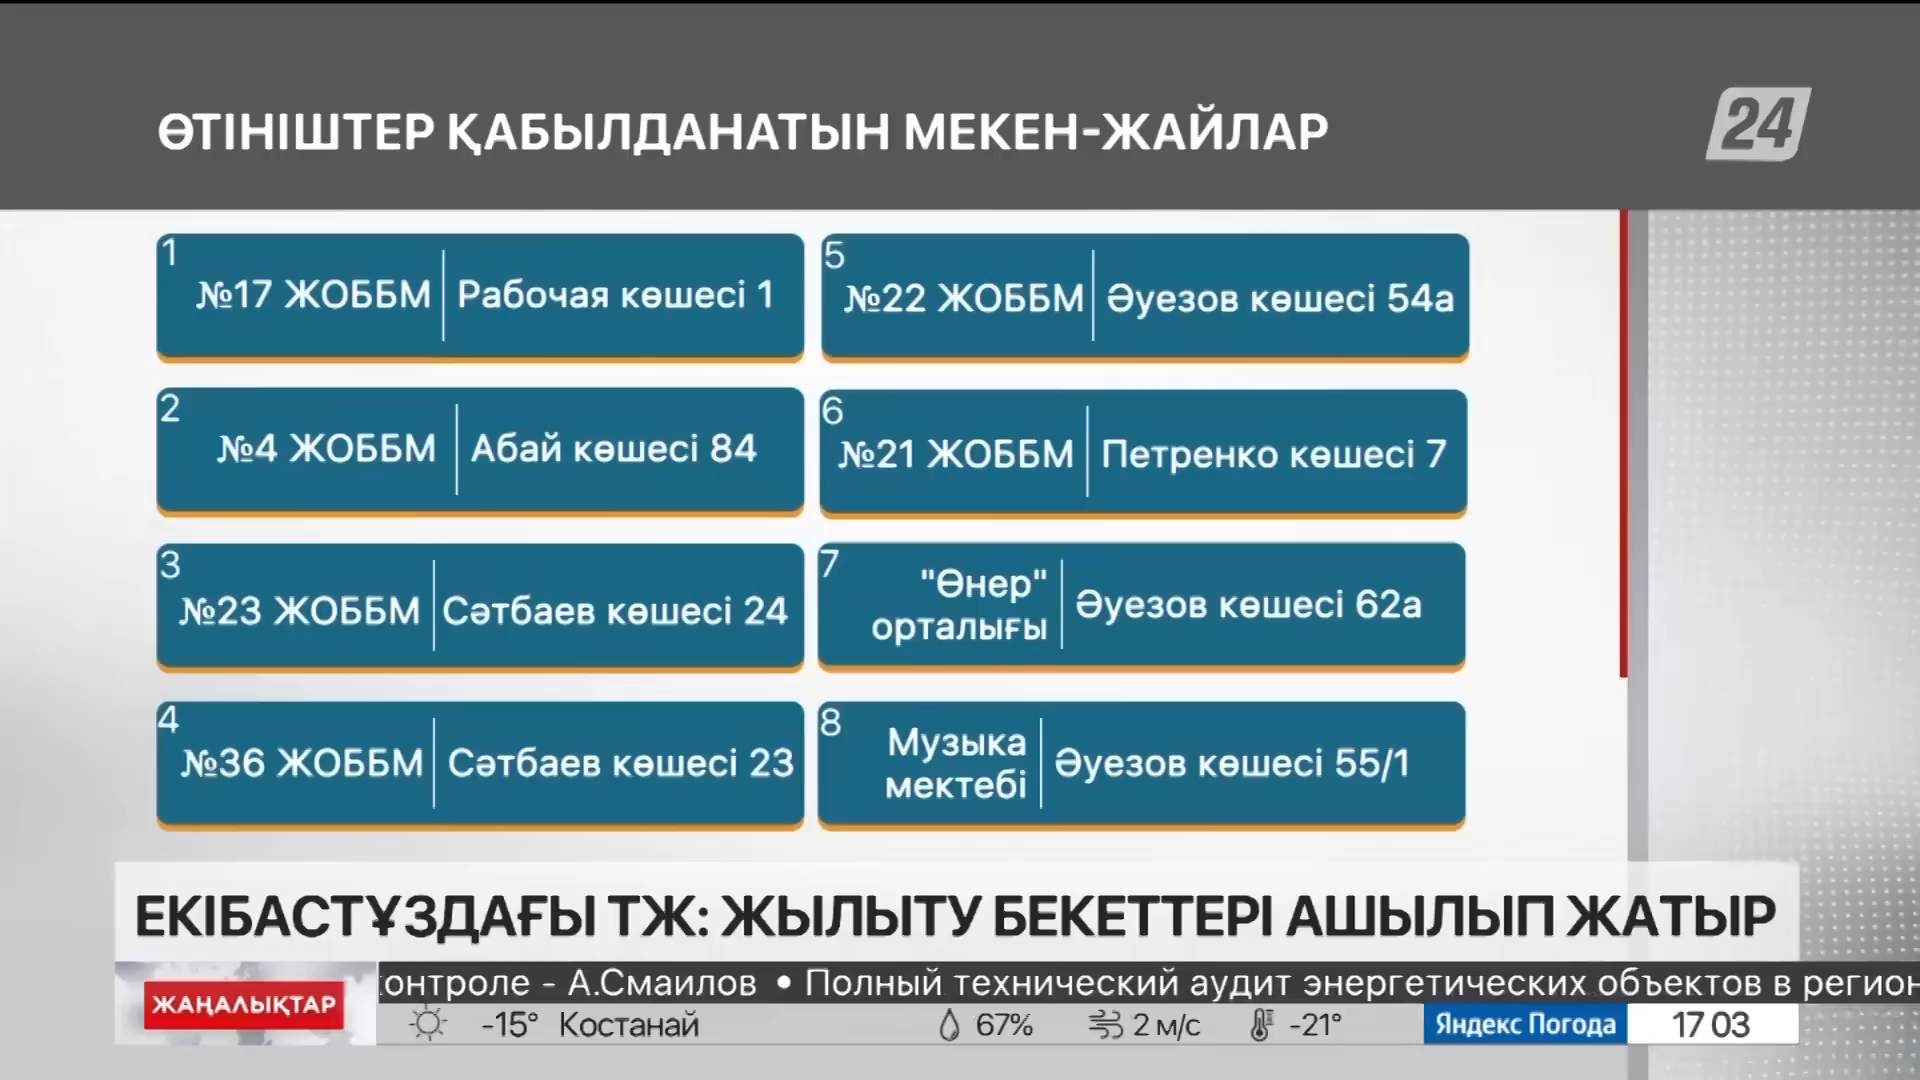 ӨТІНІШТЕР ҚАБЫЛДАНАТЫН МЕКЕН-ЖАЙЛАР
24
1
№17 ЖОББМ
Рабочая көшесі 1
2
№4 ЖОББМ
Абай көшесі 84
3
№23 ЖОББМ
Сәтбаев көшесі 24
4
№36 ЖОББМ
Сәтбаев көшесі 23
5
№22 ЖОББМ
Әуезов көшесі 54а
6
№21 ЖОББМ
Петренко көшесі 7
7
"Өнер"
орталығы
Әуезов көшесі 62а
8
Музыка
мектебі
Әуезов көшесі 55/1
ЕКІБАСТҰЗДАҒЫ ТЖ: ЖЫЛЫТУ БЕКЕТТЕРІ АШЫЛЫП ЖАТЫР
ЖАҢАЛЫҚТАР
онтроле - А.Смаилов • Полный технический аудит энергетических объектов в регион
-15° Костанай 67% 2 м/с -21° Яндекс Погода 17 03